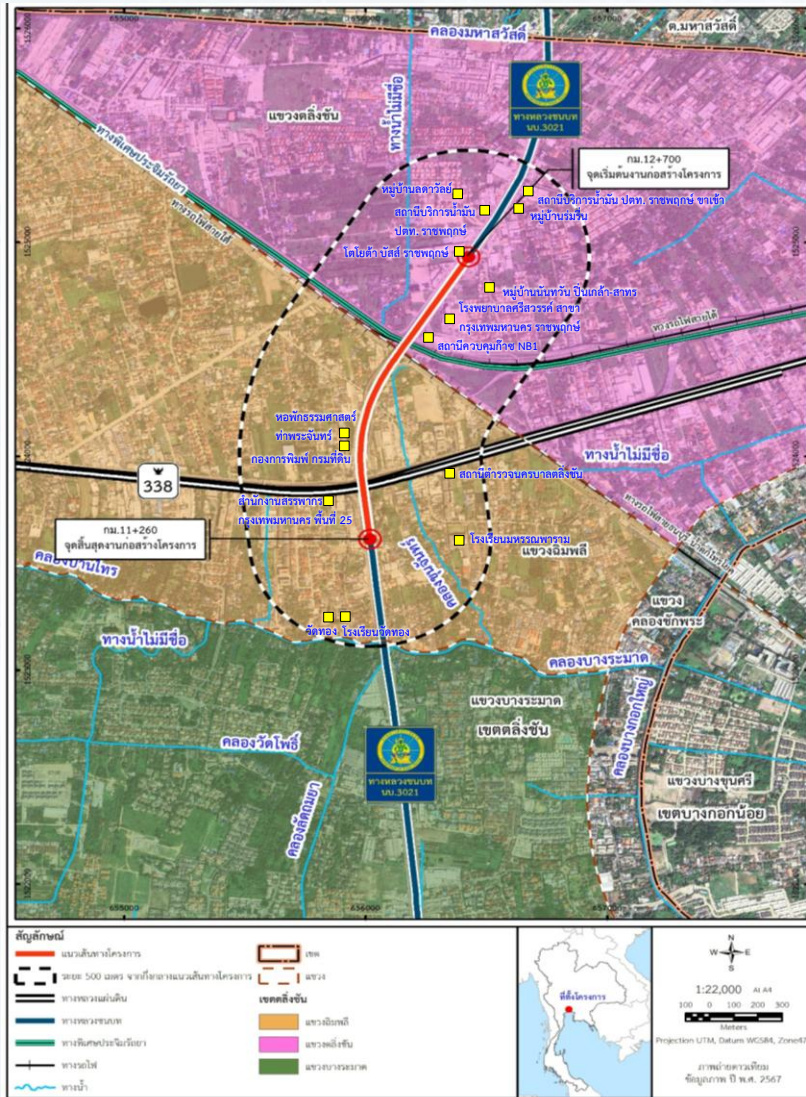 655000
656000
657000
1526000
คลองมหาสวัสดิ์
ต.มหาสวัสดิ์
แขวงตลิ่งชัน
ทางน้ำไม่มีชื่อ
ทางหลวงชนบท
นบ.3021
ทางพิเศษประจิมรัถยา
ทางรถไฟสายใต้
กม.12+700
จุดเริ่มต้นงานก่อสร้างโครงการ
หมู่บ้านลดาวัลย์
สถานีบริการน้ำมัน ปตท. ราชพฤกษ์ ขาเข้า
สถานีบริการน้ำมัน
ปตท. ราชพฤกษ์
หมู่บ้านรมรื่น
1525000
1525000
โตโยต้า บัสส์ ราชพฤกษ์
หมู่บ้านนันทวัน ปิ่นเกล้า-สาทร
โรงพยาบาลศรีสวรรค์ สาขา
กรุงเทพมหานคร ราชพฤกษ์
สถานีควบคุมก๊าซ NB1
ทางรถไฟสายใต้
หอพักธรรมศาสตร์
ท่าพระจันทร์
กองการพิมพ์ กรมที่ดิน
1524000
1524000
ทางน้ำไม่มีชื่อ
338
สถานีตำรวจนครบาลตลิ่งชัน
สำนักงานสรรพากร
กรุงเทพมหานคร พื้นที่ 25
กม.11+260
จุดสิ้นสุดงานก่อสร้างโครงการ
โรงเรียนมหรรณพาราม
แขวงฉิมพลี
คลองบ้านไทร
แขวง
คลองชักพระ
วัดทอง
โรงเรียนวัดทอง
ทางน้ำไม่มีชื่อ
1523000
คลองบางระมาด
แขวงบางระมาด
เขตตลิ่งชัน
คลองบางกอกใหญ่
คลองวัดโพธิ์
ทางหลวงชนบท
นบ.3021
คลองลัดถมยา
แขวงบางขุนศรี
เขตบางกอกน้อย
1522000
1522000
655000
656000
657000
สัญลักษณ์
แนวเส้นทางโครงการ
ระยะ 500 เมตร จากกึ่งกลางแนวเส้นทางโครงการ
ทางหลวงแผ่นดิน
ทางหลวงชนบท
ทางพิเศษประจิมรัถยา
ทางรถไฟ
ทางน้ำ
เขต
แขวง
เขตตลิ่งชัน
แขวงฉิมพลี
แขวงตลิ่งชัน
แขวงบางระมาด
ที่ตั้งโครงการ
N
W E
S
1:22,000 At A4
100 0 100 200 300
Meters
Projection UTM, Datum WGS84, Zone47
ภาพถ่ายดาวเทียม
ข้อมูลภาพ ปี พ.ศ. 2567